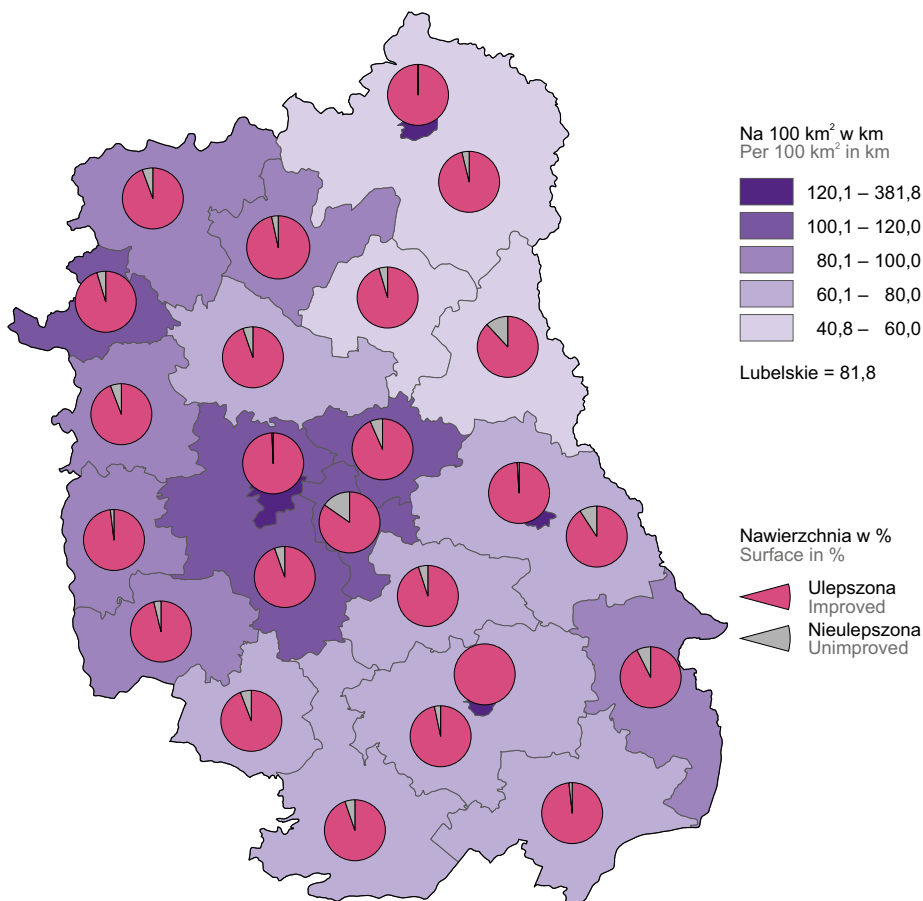 Na 100 km² w km
Per 100 km² in km
120,1 – 381,8
100,1 – 120,0
80,1 – 100,0
60,1 – 80,0
40,8 – 60,0
Lubelskie = 81,8
Nawierzchnia w %
Surface in %
Ulepszona
Improved
Nieulepszona
Unimproved